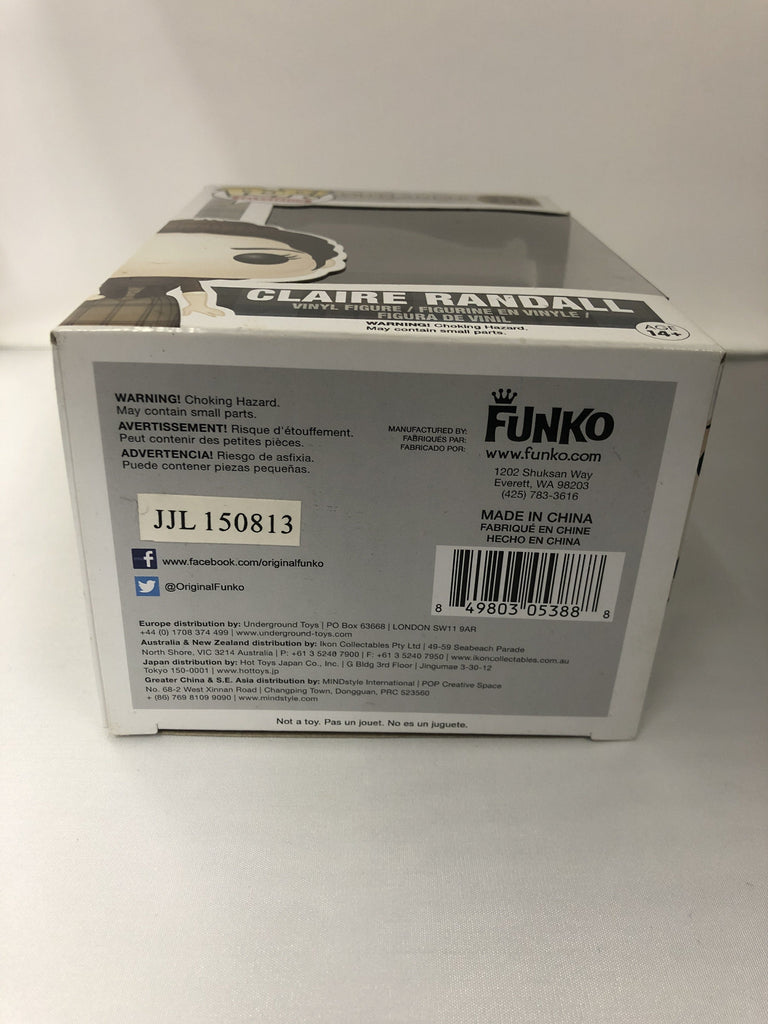 CLAIRE RANDALL
VINYL FIGURE / FIGURINE EN VINYLE /
FIGURA DE VINIL
WARNING! Choking Hazard.
May contain small parts.
AGE
14+
WARNING! Choking Hazard.
May contain small parts.
AVERTISSEMENT! Risque d'étouffement.
Peut contenir des petites pièces.
ADVERTENCIA! Riesgo de asfixia.
Puede contener piezas pequeñas.
MANUFACTURED BY:
FABRIQUÉS PAR:
FABRICADO POR:
FUNKO
www.funko.com
1202 Shuksan Way
Everett, WA 98203
(425) 783-3616
MADE IN CHINA
FABRIQUÉ EN CHINE
HECHO EN CHINA
JJL 150813
f www.facebook.com/originalfunko
@OriginalFunko
8 49803 05388 8
Europe distribution by: Underground Toys | PO Box 63668 | LONDON SW11 9AR
+44 (0) 1708 374 499 | www.underground-toys.com
Australia & New Zealand distribution by: Ikon Collectables Pty Ltd | 49-59 Seabeach Parade
North Shore, VIC 3214 Australia | P: +61 3 5248 7900 | F: +61 3 5240 7950 | www.ikoncollectables.com.au
Japan distribution by: Hot Toys Japan Co., Inc. | G Bldg 3rd Floor | Jingumae 3-30-12
Tokyo 150-0001 | www.hottoys.jp
Greater China & S.E. Asia distribution by: MINDstyle International | POP Creative Space
No. 68-2 West Xinnan Road | Changping Town, Dongguan, PRC 523560
+ (86) 769 8109 9090 | www.mindstyle.com
Not a toy. Pas un jouet. No es un juguete.